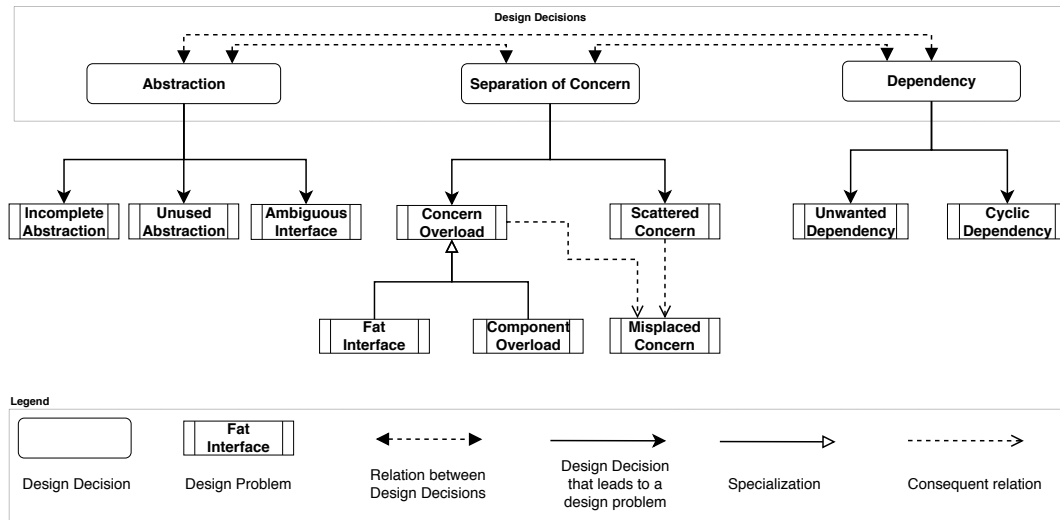 Design Decisions
Abstraction
Separation of Concern
Dependency
Incomplete
Abstraction
Unused
Abstraction
Ambiguous
Interface
Concern
Overload
Scattered
Concern
Unwanted
Dependency
Cyclic
Dependency
Fat
Interface
Component
Overload
Misplaced
Concern
Legend
Fat
Interface
Design Decision
Design Problem
Relation between
Design Decisions
Design Decision
that leads to a
design problem
Specialization
Consequent relation